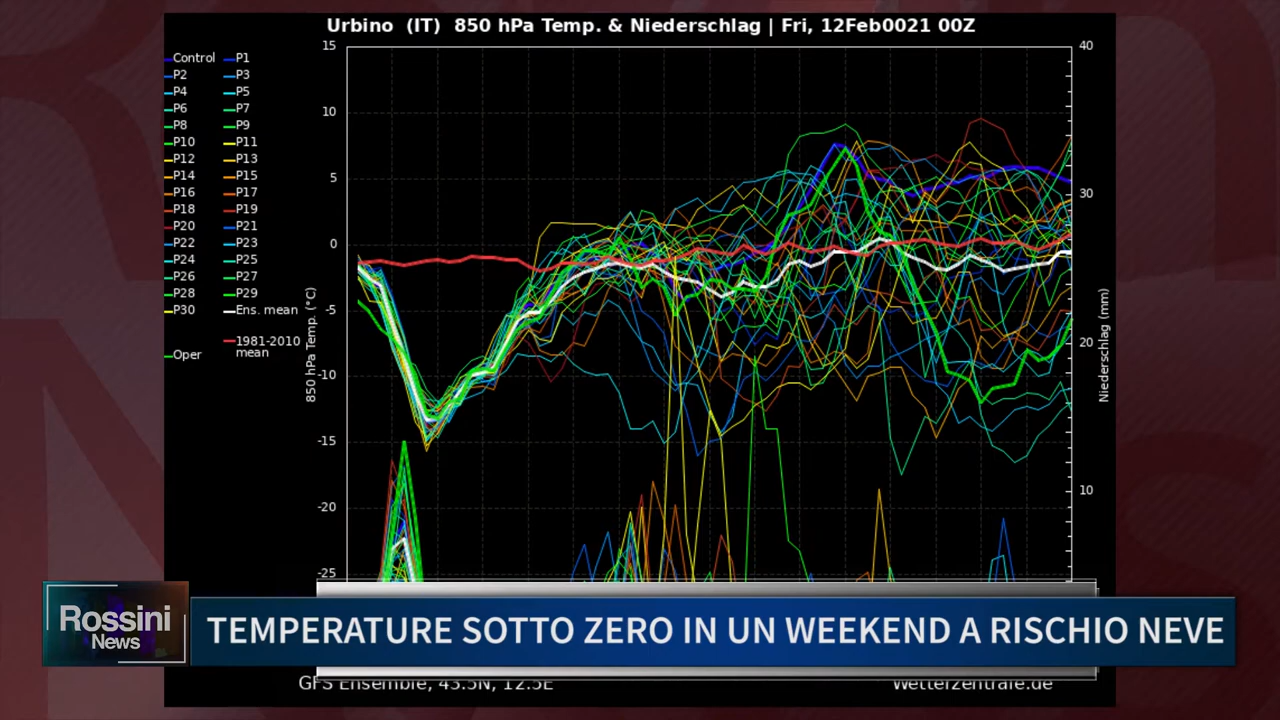 Urbino (IT) 850 hPa Temp. & Niederschlag | Fri, 12Feb0021 00Z
Control P1
P2 P3
P4 P5
P6 P7
P8 P9
P10 P11
P12 P13
P14 P15
P16 P17
P18 P19
P20 P21
P22 P23
P24 P25
P26 P27
P28 P29
P30 Ens. mean
1981-2010
mean
Oper
850 hPa Temp. (°C)
15
10
5
0
-5
-10
-15
-20
-25
40
30
20
10
Niederschlag (mm)
Rossini
News
TEMPERATURE SOTTO ZERO IN UN WEEKEND A RISCHIO NEVE
GFS Ensemble, 43.5N, 12.5E
Wetterzentrale.de